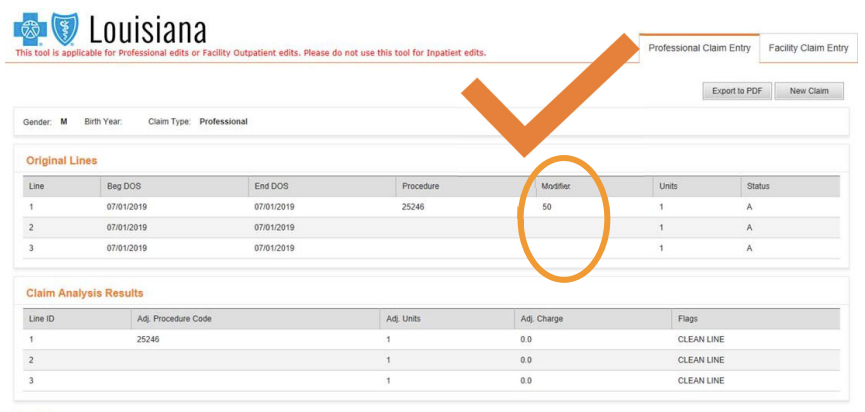 Louisiana
This tool is applicable for Professional edits or Facility Outpatient edits. Please do not use this tool for Inpatient edits.
Professional Claim Entry Facility Claim Entry
Export to PDF New Claim
Gender: M Birth Year: Claim Type: Professional
Original Lines
Line Beg DOS End DOS Procedure Modifier Units Status
1 07/01/2019 07/01/2019 25246 50 1 A
2 07/01/2019 07/01/2019 1 A
3 07/01/2019 07/01/2019 1 A
Claim Analysis Results
Line ID Adj. Procedure Code Adj. Units Adj. Charge Flags
1 25246 1 0.0 CLEAN LINE
2 1 0.0 CLEAN LINE
3 1 0.0 CLEAN LINE